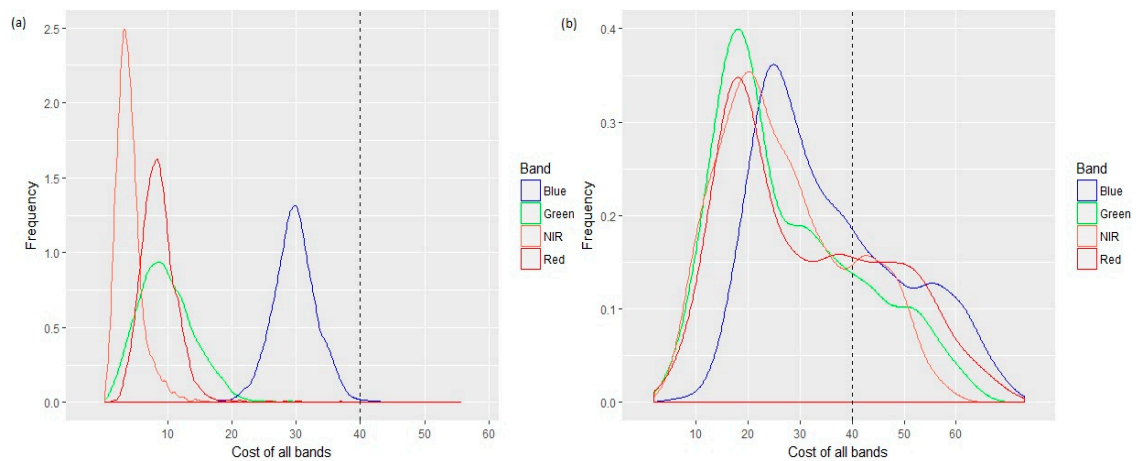 (a)
Frequency
2.5
2.0
1.5
1.0
0.5
0.0
10 20 30 40 50 60
Cost of all bands
Band
Blue
Green
NIR
Red
(b)
Frequency
0.4
0.3
0.2
0.1
0.0
10 20 30 40 50 60
Cost of all bands
Band
Blue
Green
NIR
Red